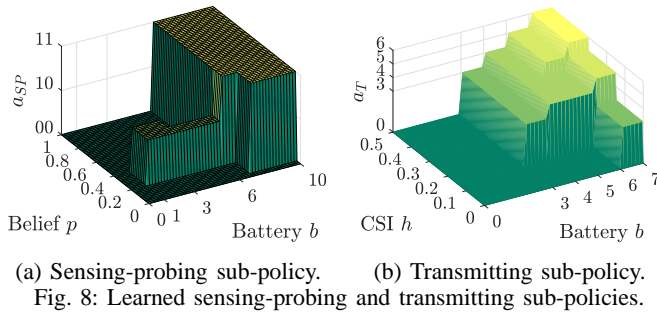 11
10
00
a_SP
1
0.8
0.6
0.4
0.2
0
Belief p
0 1 3 6 10
Battery b
6
5
4
3
0
a_T
0.5
0.4
0.3
0.2
0.1
0
CSI h
0 3 4 5 6 7
Battery b
(a) Sensing-probing sub-policy. (b) Transmitting sub-policy.
Fig. 8: Learned sensing-probing and transmitting sub-policies.